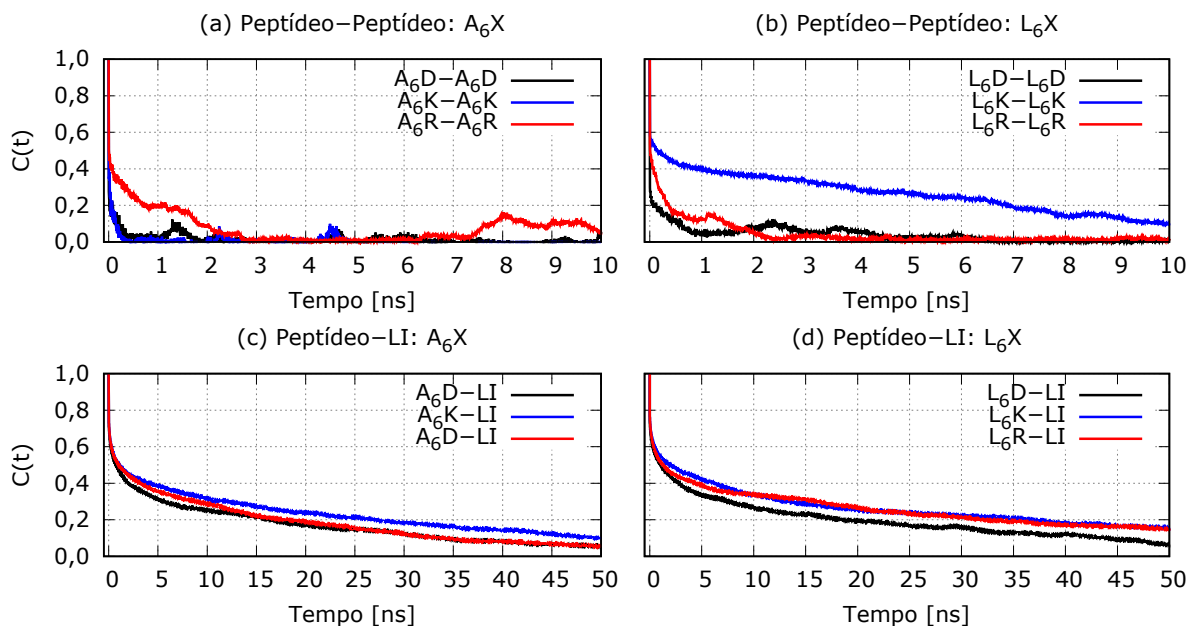 (a) Peptídeo−Peptídeo: A₆X
C(t)
1,0
0,8
0,6
0,4
0,2
0,0
A₆D−A₆D
A₆K−A₆K
A₆R−A₆R
0 1 2 3 4 5 6 7 8 9 10
Tempo [ns]
(b) Peptídeo−Peptídeo: L₆X
L₆D−L₆D
L₆K−L₆K
L₆R−L₆R
0 1 2 3 4 5 6 7 8 9 10
Tempo [ns]
(c) Peptídeo−LI: A₆X
C(t)
1,0
0,8
0,6
0,4
0,2
0,0
A₆D−LI
A₆K−LI
A₆D−LI
0 5 10 15 20 25 30 35 40 45 50
Tempo [ns]
(d) Peptídeo−LI: L₆X
L₆D−LI
L₆K−LI
L₆R−LI
0 5 10 15 20 25 30 35 40 45 50
Tempo [ns]